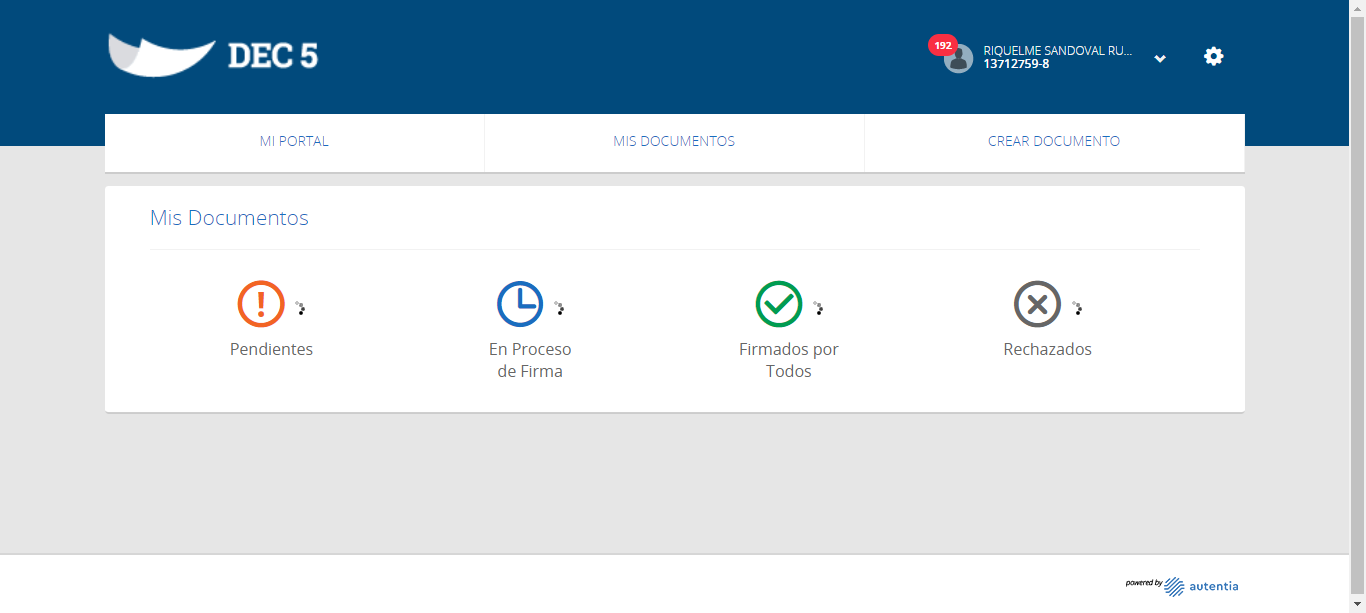 DEC 5
192
RIQUELME SANDOVAL RU...
13712759-8
MI PORTAL
MIS DOCUMENTOS
CREAR DOCUMENTO
Mis Documentos
Pendientes
En Proceso
de Firma
Firmados por
Todos
Rechazados
powered by autentia